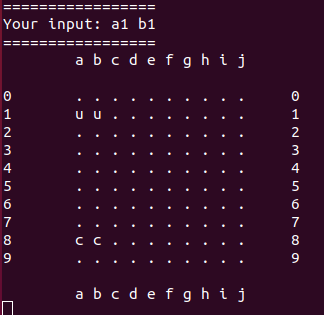 =================
Your input: a1 b1
=================
        a b c d e f g h i j

0       . . . . . . . . . .     0
1       u u . . . . . . . .     1
2       . . . . . . . . . .     2
3       . . . . . . . . . .     3
4       . . . . . . . . . .     4
5       . . . . . . . . . .     5
6       . . . . . . . . . .     6
7       . . . . . . . . . .     7
8       c c . . . . . . . .     8
9       . . . . . . . . . .     9

        a b c d e f g h i j